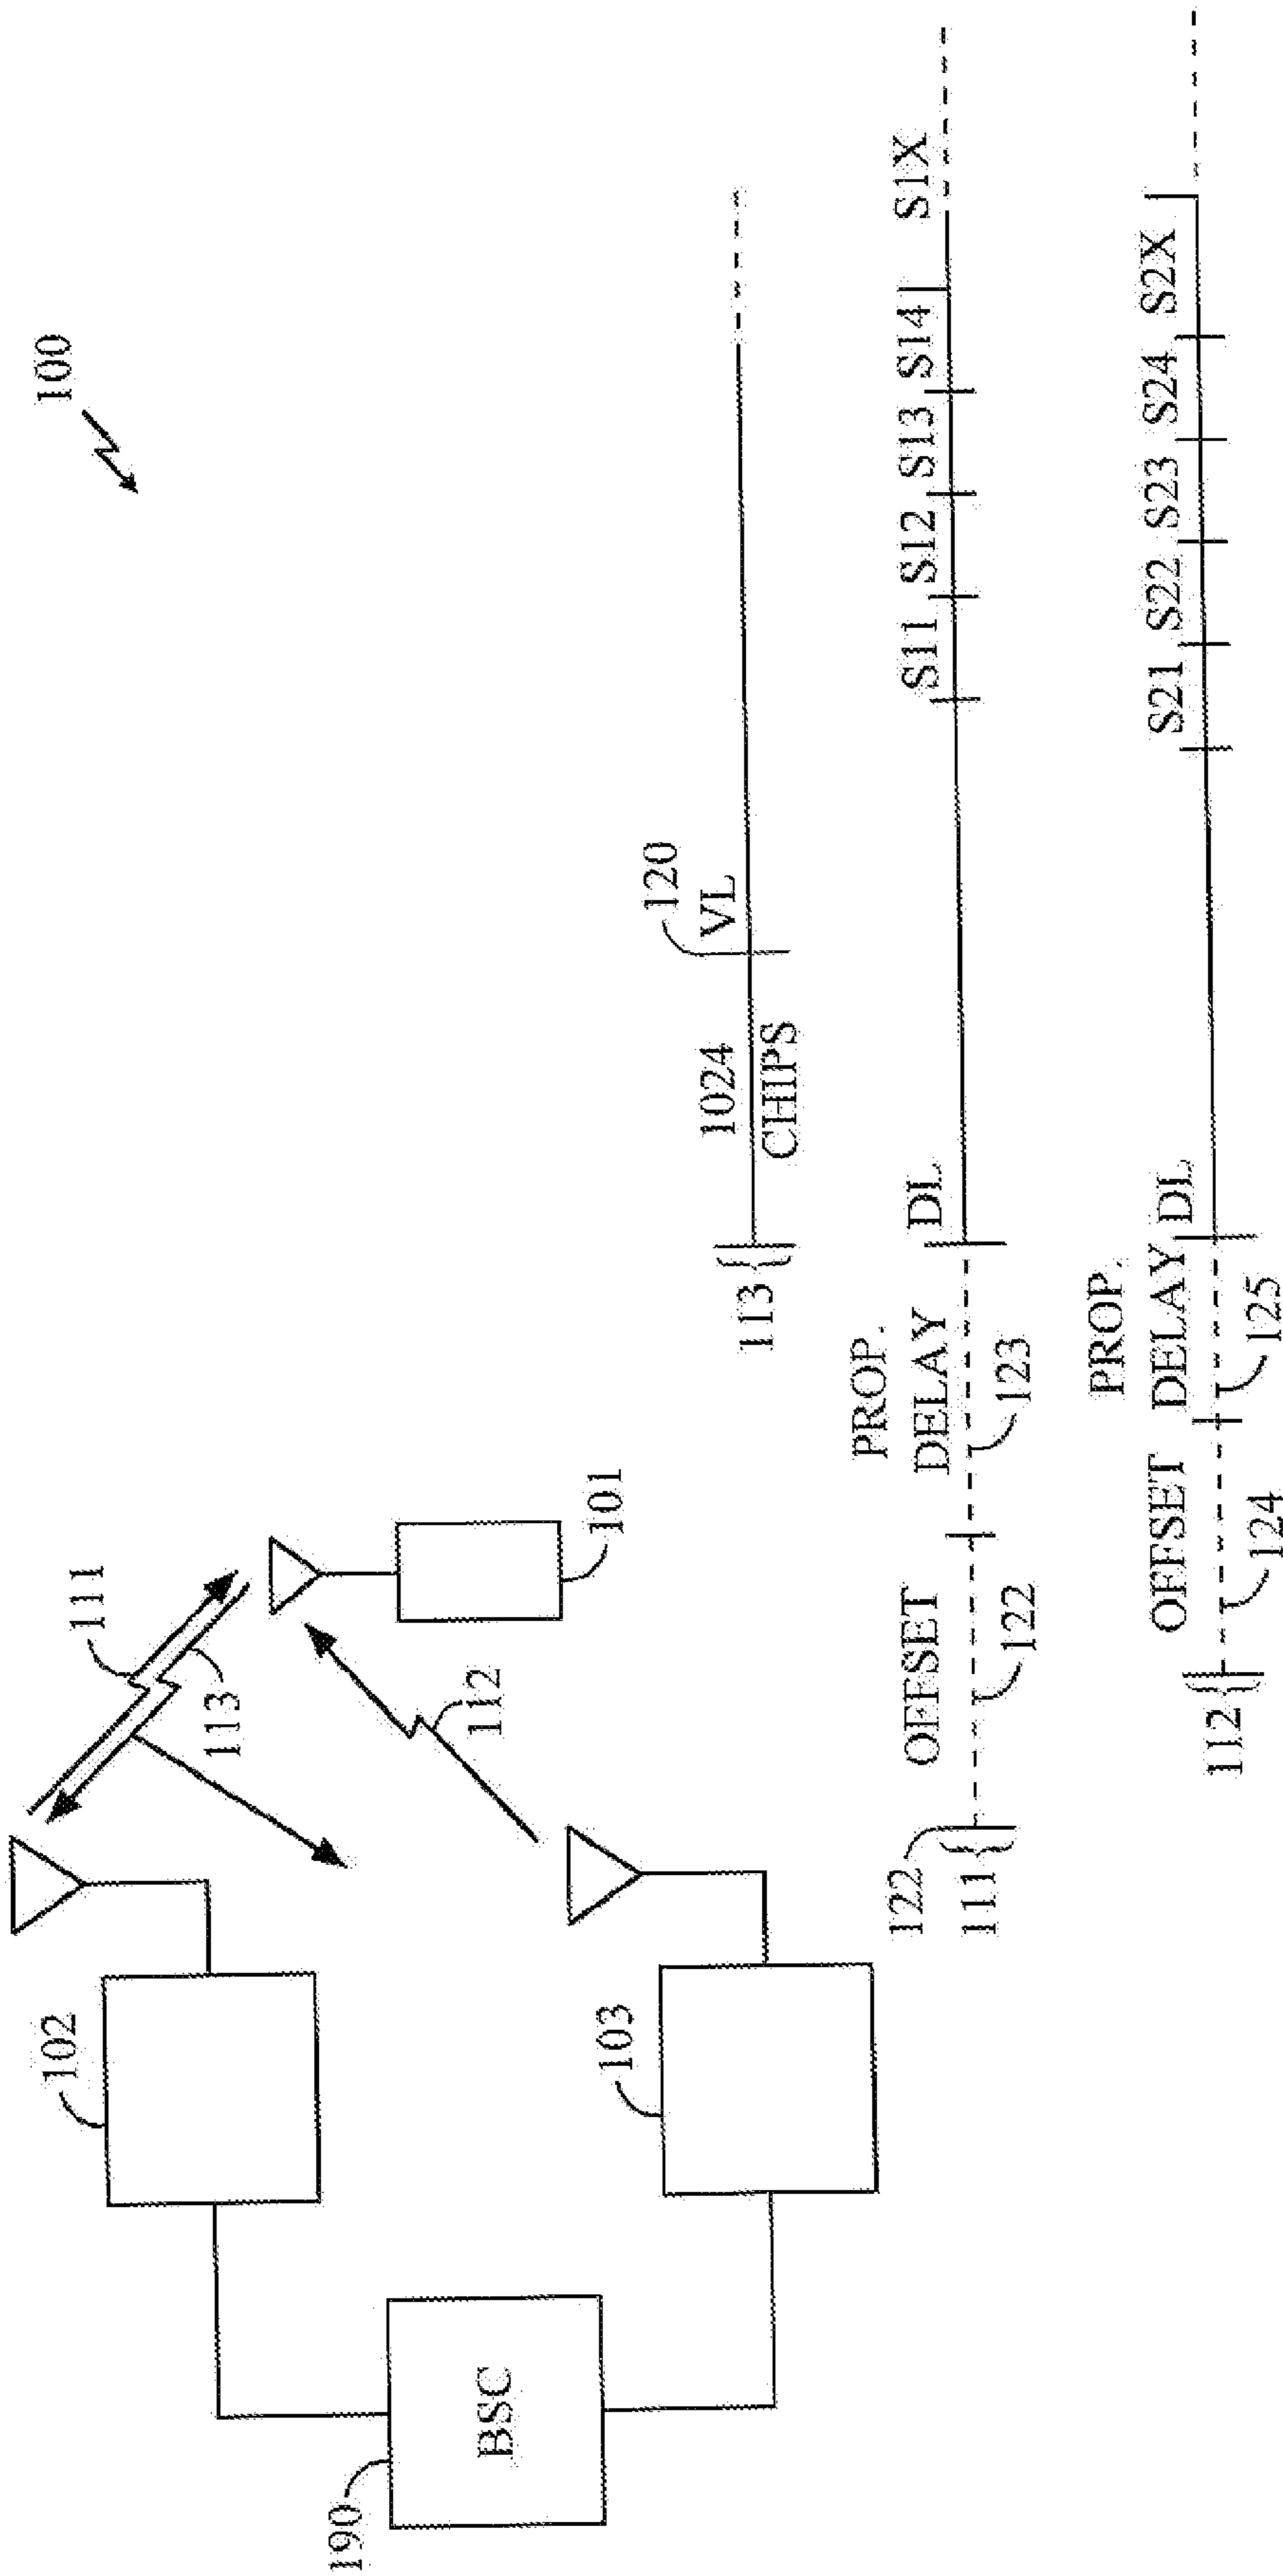 100
102
111
113
101
112
190
BSC
103
113
1024
CHIPS
120
VL
122
111
OFFSET
122
PROP.
DELAY
123
DL
S11
S12
S13
S14
S1X
112
OFFSET
124
PROP.
DELAY
125
DL
S21
S22
S23
S24
S2X